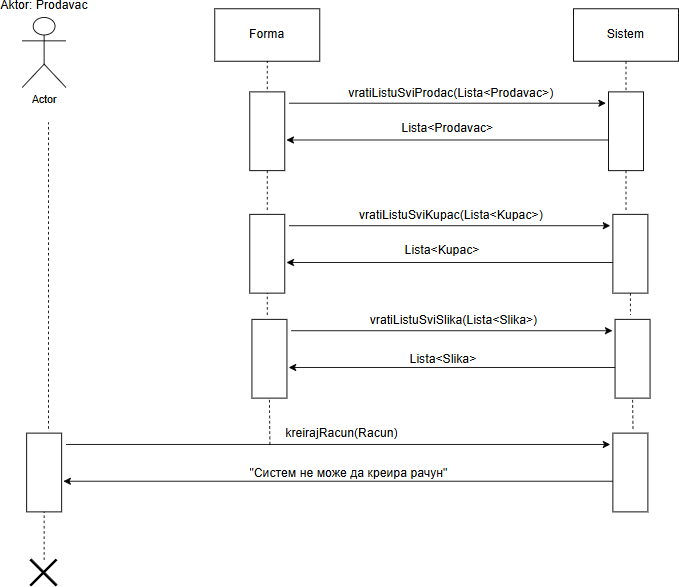 Aktor: Prodavac
Forma
Sistem
Actor
vratiListuSviProdac(Lista<Prodavac>)
Lista<Prodavac>
vratiListuSviKupac(Lista<Kupac>)
Lista<Kupac>
vratiListuSviSlika(Lista<Slika>)
Lista<Slika>
kreirajRacun(Racun)
"Систем не може да креира рачун"